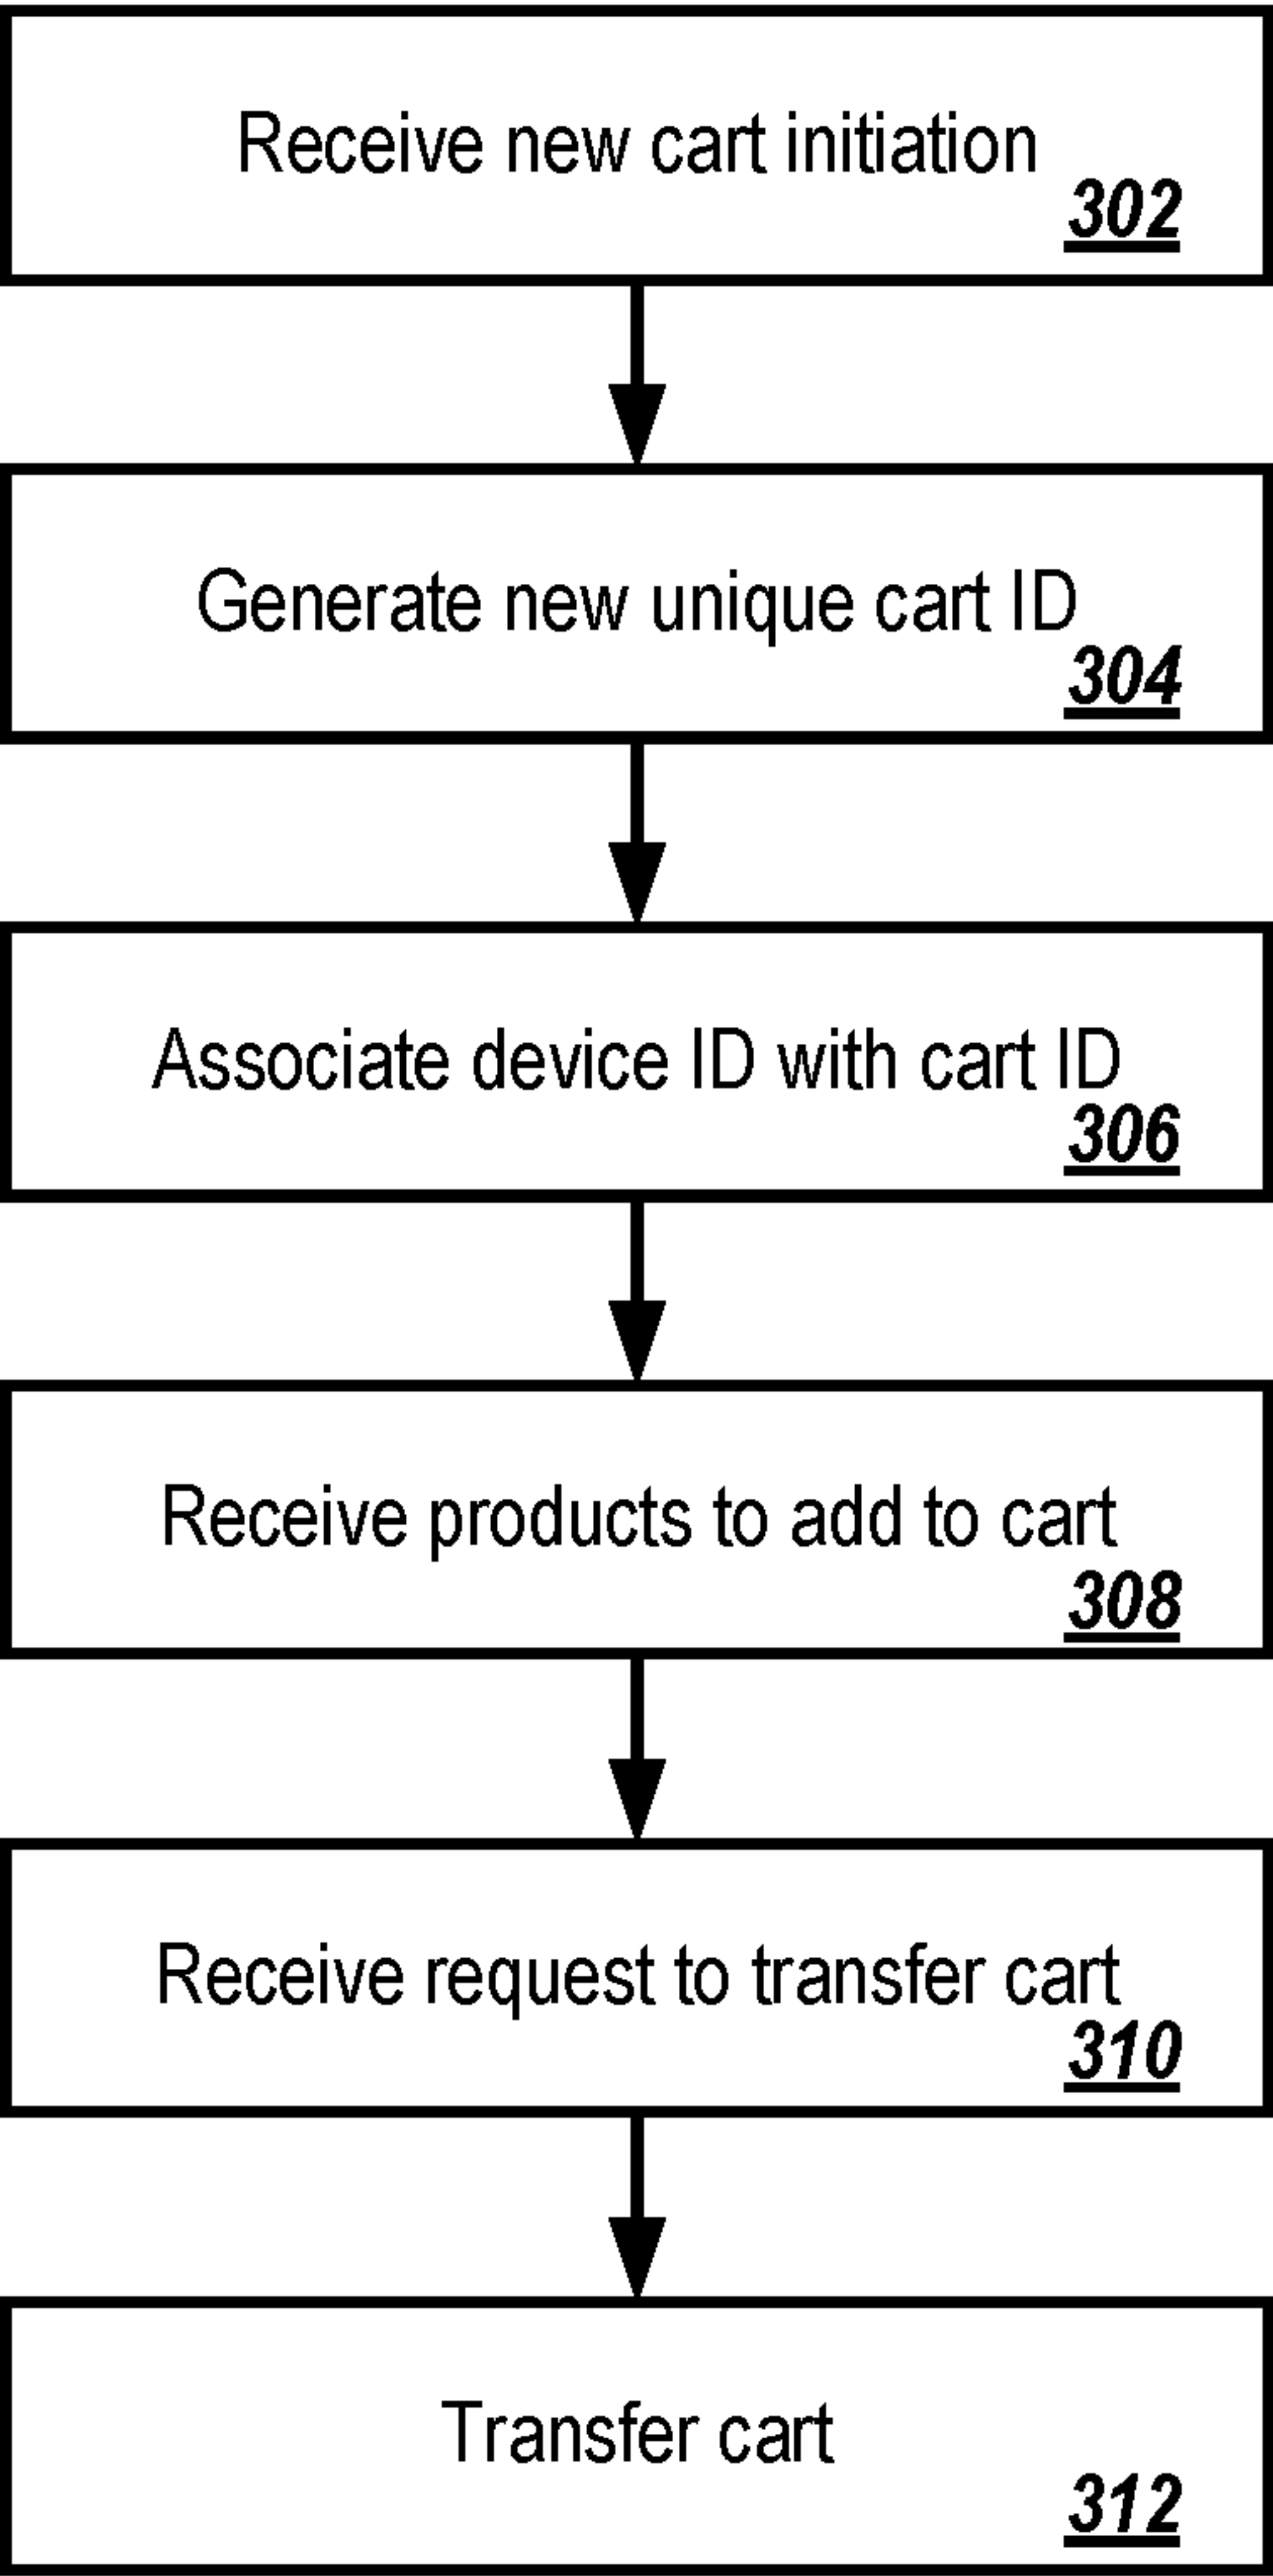 Receive new cart initiation
302
Generate new unique cart ID
304
Associate device ID with cart ID
306
Receive products to add to cart
308
Receive request to transfer cart
310
Transfer cart
312